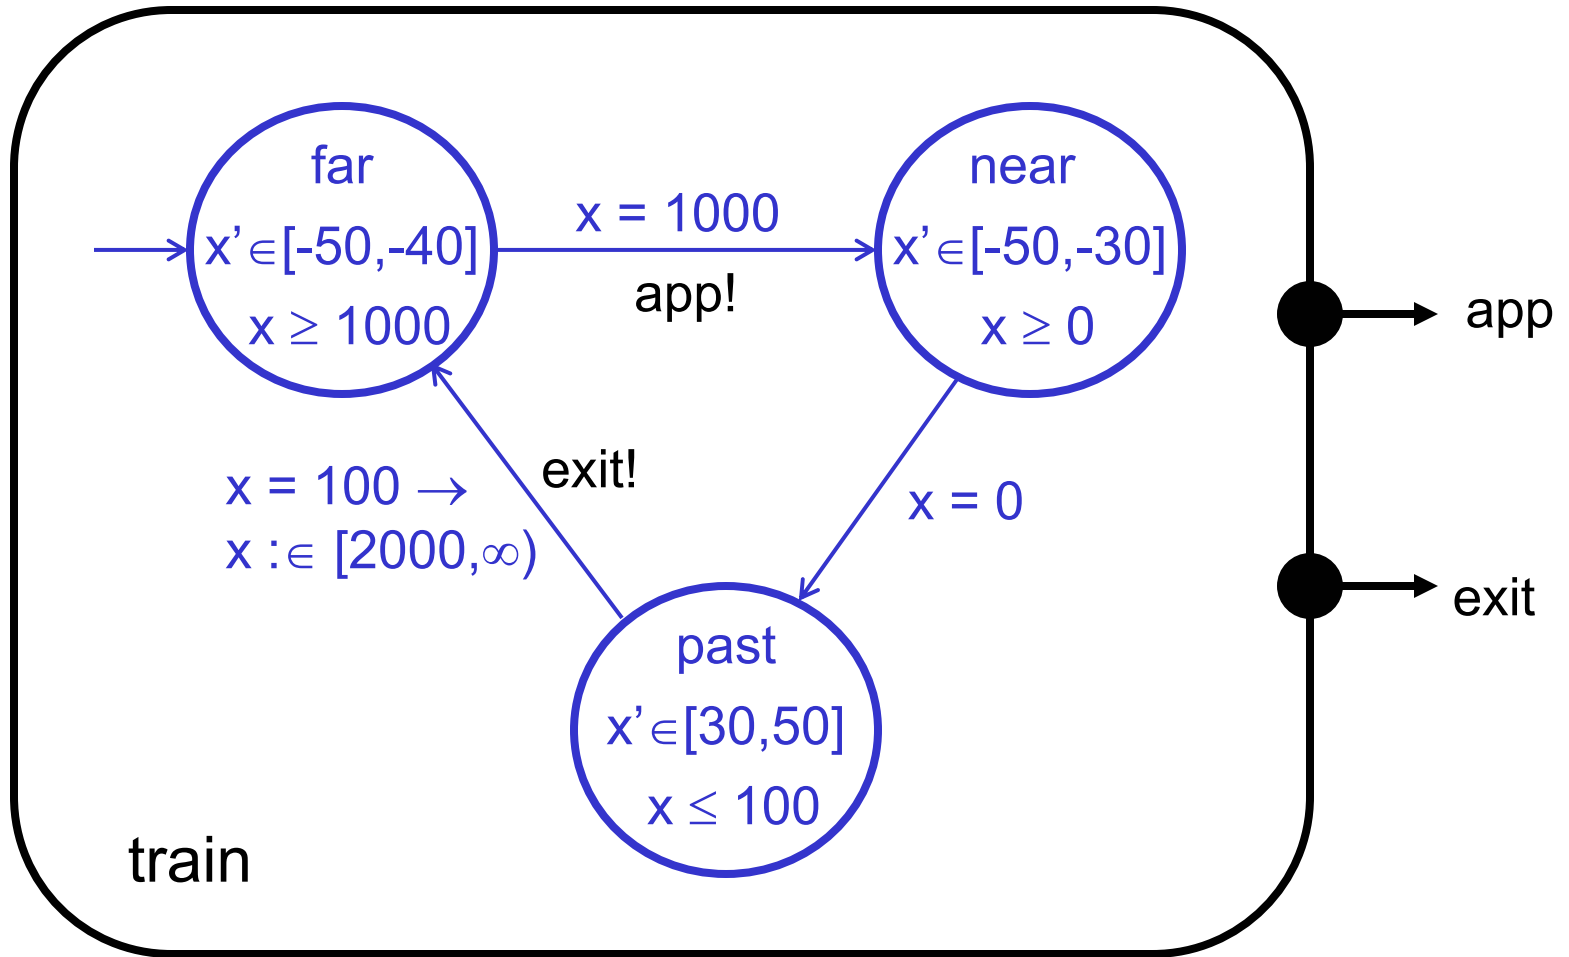 far
x’∈[-50,-40]
x ≥ 1000
x = 1000
app!
near
x’∈[-50,-30]
x ≥ 0
app
x = 100 →
x :∈ [2000,∞)
exit!
x = 0
exit
past
x’∈[30,50]
x ≤ 100
train